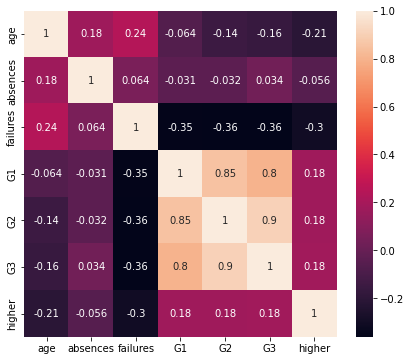 age 1 0.18 0.24 -0.064 -0.14 -0.16 -0.21
absences 0.18 1 0.064 -0.031 -0.032 0.034 -0.056
failures 0.24 0.064 1 -0.35 -0.36 -0.36 -0.3
G1 -0.064 -0.031 -0.35 1 0.85 0.8 0.18
G2 -0.14 -0.032 -0.36 0.85 1 0.9 0.18
G3 -0.16 0.034 -0.36 0.8 0.9 1 0.18
higher -0.21 -0.056 -0.3 0.18 0.18 0.18 1
age absences failures G1 G2 G3 higher
1.0
0.8
0.6
0.4
0.2
0.0
−0.2